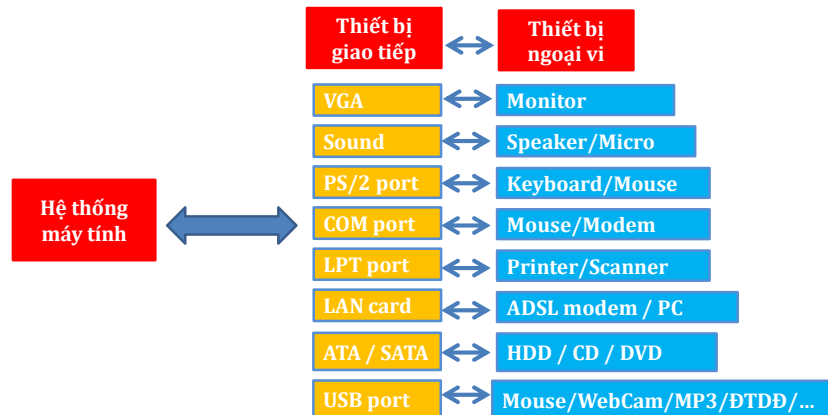 Thiết bị
giao tiếp
Thiết bị
ngoại vi
VGA
Monitor
Sound
Speaker/Micro
PS/2 port
Keyboard/Mouse
Hệ thống
máy tính
COM port
Mouse/Modem
LPT port
Printer/Scanner
LAN card
ADSL modem / PC
ATA / SATA
HDD / CD / DVD
USB port
Mouse/WebCam/MP3/ĐTDĐ/...